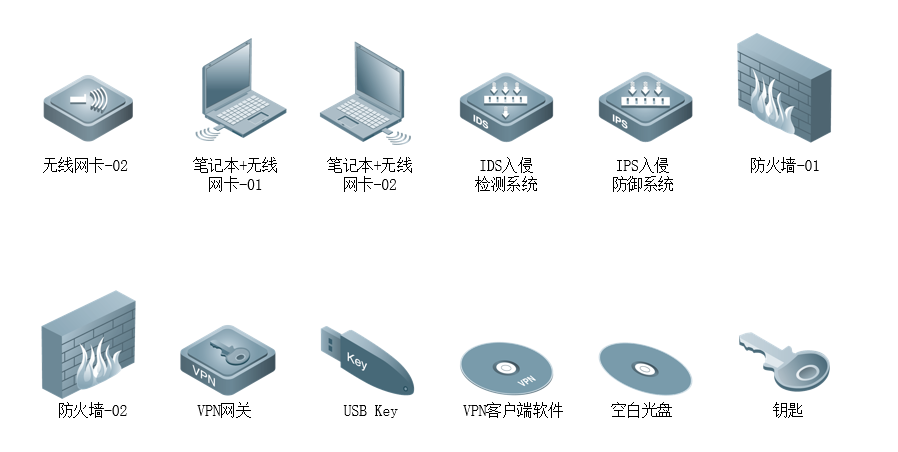 IDS
IPS
无线网卡-02
笔记本+无线
网卡-01
笔记本+无线
网卡-02
IDS入侵
检测系统
IPS入侵
防御系统
防火墙-01
VPN
Key
VPN
防火墙-02
VPN网关
USB Key
VPN客户端软件
空白光盘
钥匙